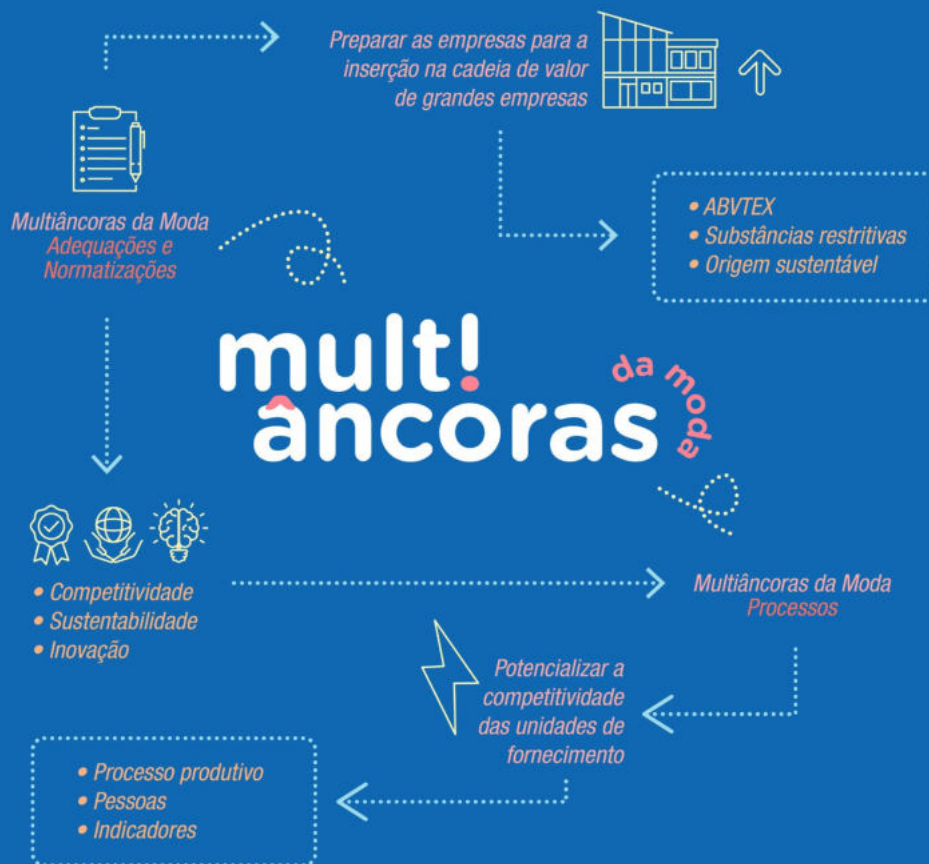 Preparar as empresas para a
inserção na cadeia de valor
de grandes empresas
Multiâncoras da Moda
Adequações e
Normatizações
• ABVTEX
• Substâncias restritivas
• Origem sustentável
mult!
âncoras
da moda
• Competitividade
• Sustentabilidade
• Inovação
Multiâncoras da Moda
Processos
Potencializar a
competitividade
das unidades de
fornecimento
• Processo produtivo
• Pessoas
• Indicadores